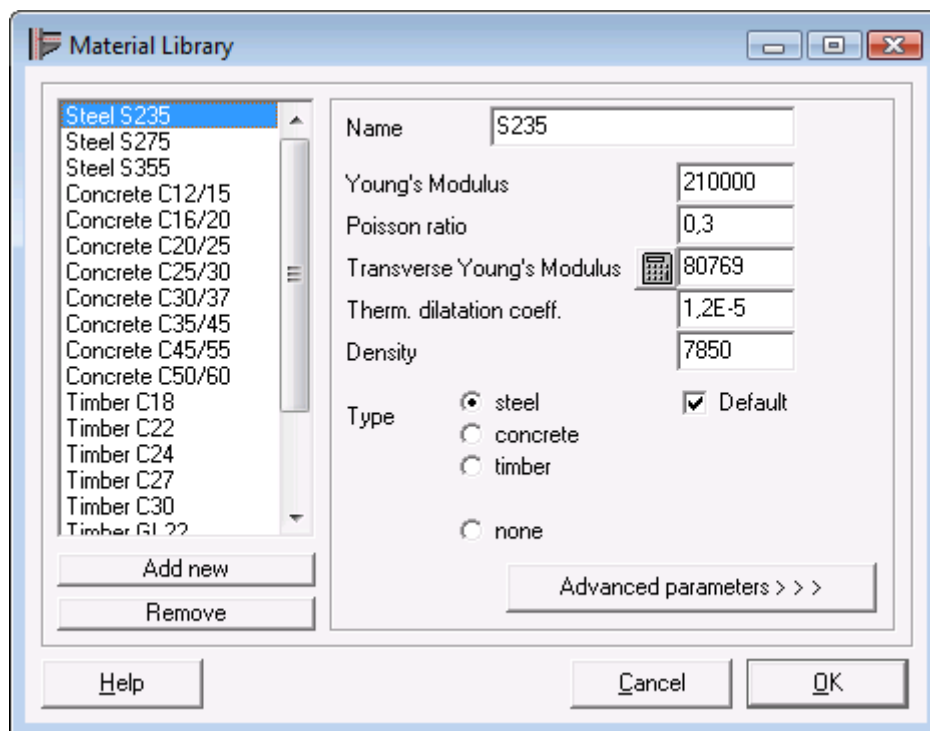 Material Library
Steel S235
Steel S275
Steel S355
Concrete C12/15
Concrete C16/20
Concrete C20/25
Concrete C25/30
Concrete C30/37
Concrete C35/45
Concrete C45/55
Concrete C50/60
Timber C18
Timber C22
Timber C24
Timber C27
Timber C30
Timber GL22
Add new
Remove
Name S235
Young's Modulus 210000
Poisson ratio 0,3
Transverse Young's Modulus 80769
Therm. dilatation coeff. 1,2E-5
Density 7850
Type steel Default
concrete
timber
none
Advanced parameters > > >
Help Cancel OK